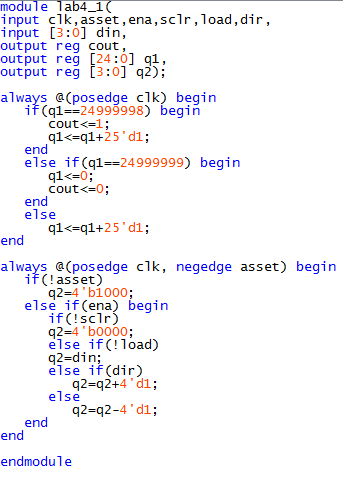 module lab4_1(
input clk,asset,ena,sclr,load,dir,
input [3:0] din,
output reg cout,
output reg [24:0] q1,
output reg [3:0] q2);

always @(posedge clk) begin
   if(q1==24999998) begin
      cout<=1;
      q1<=q1+25'd1;
   end
   else if(q1==24999999) begin
      q1<=0;
      cout<=0;
   end
   else
      q1<=q1+25'd1;
end

always @(posedge clk, negedge asset) begin
   if(!asset)
      q2=4'b1000;
   else if(ena) begin
      if(!sclr)
      q2=4'b0000;
      else if(!load)
      q2=din;
      else if(dir)
         q2=q2+4'd1;
      else
         q2=q2-4'd1;
   end
end

endmodule